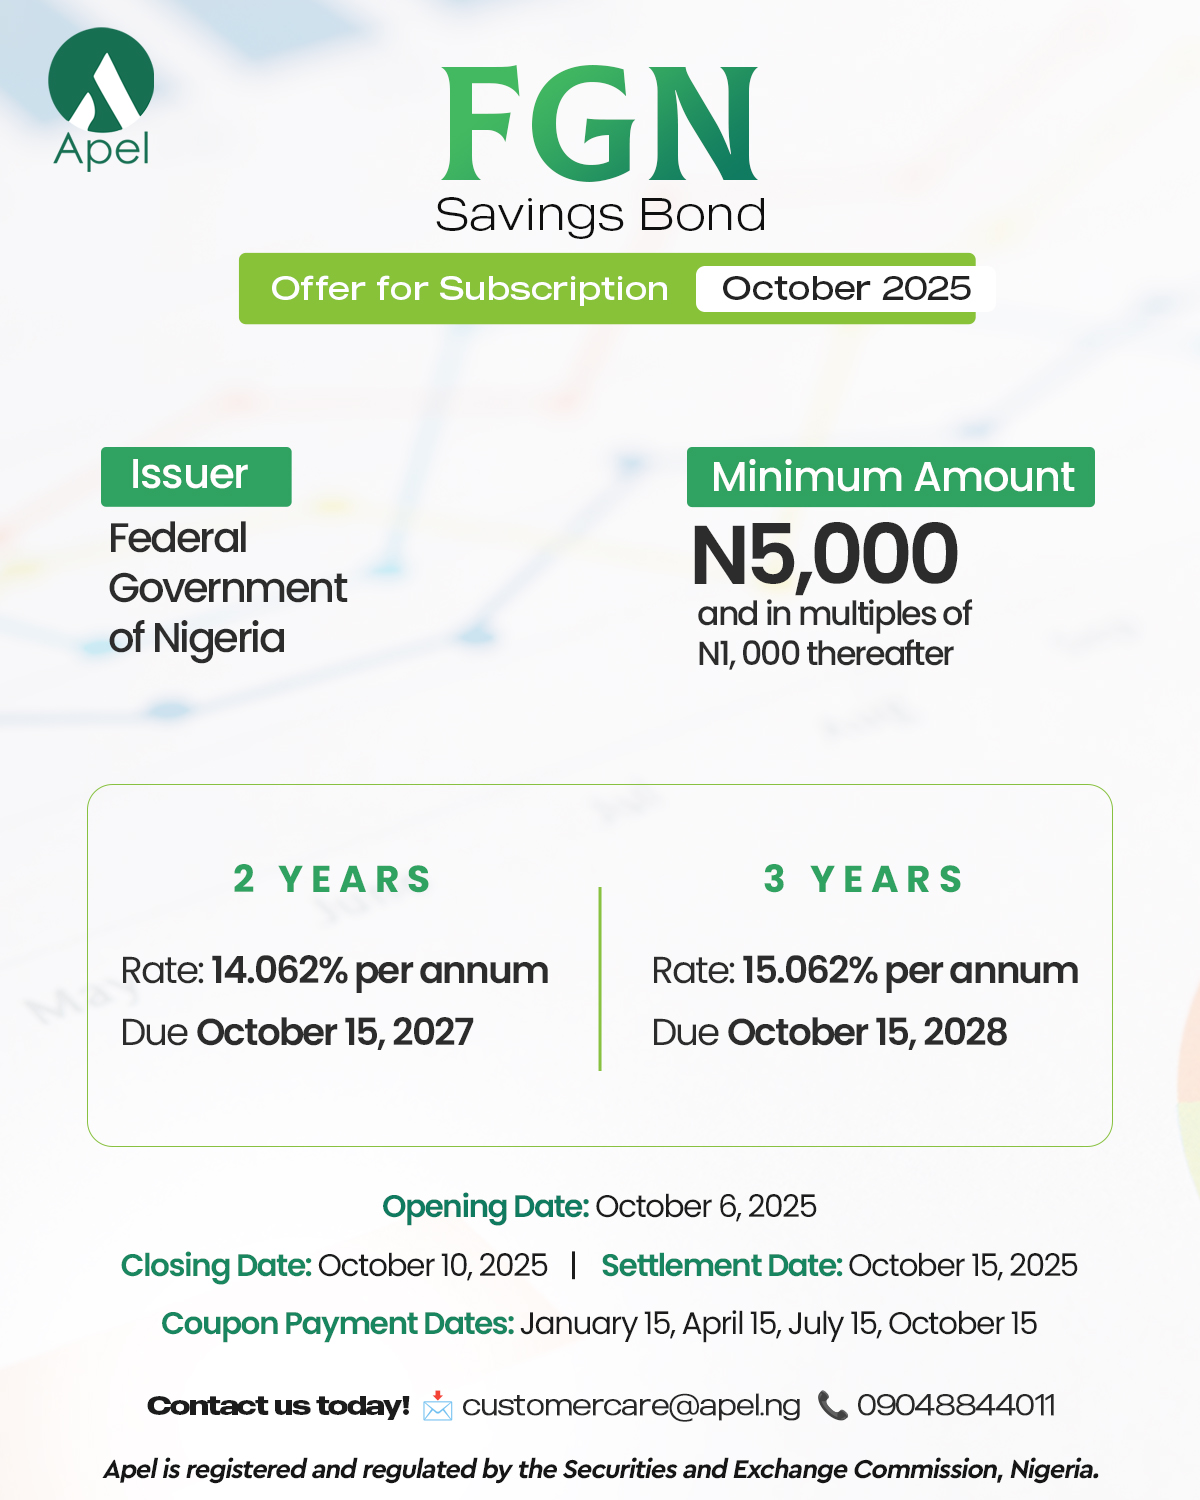 Apel
FGN
Savings Bond
Offer for Subscription October 2025
Issuer
Federal
Government
of Nigeria
Minimum Amount
N5,000
and in multiples of
N1, 000 thereafter
2 YEARS
Rate: 14.062% per annum
Due October 15, 2027
3 YEARS
Rate: 15.062% per annum
Due October 15, 2028
Opening Date: October 6, 2025
Closing Date: October 10, 2025 | Settlement Date: October 15, 2025
Coupon Payment Dates: January 15, April 15, July 15, October 15
Contact us today! 📩 customercare@apel.ng 📞 09048844011
Apel is registered and regulated by the Securities and Exchange Commission, Nigeria.
May